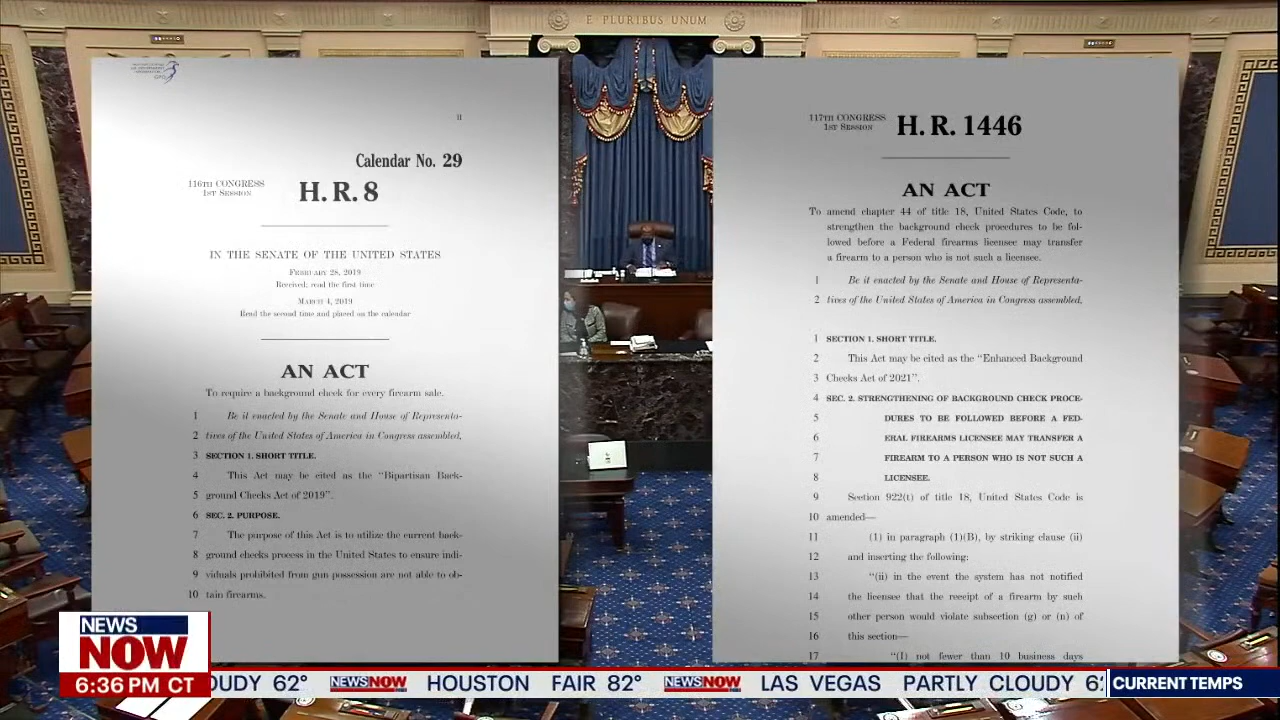 E PLURIBUS UNUM
II
Calendar No. 29
116TH CONGRESS
1ST SESSION
H. R. 8
IN THE SENATE OF THE UNITED STATES
FEBRUARY 28, 2019
Received; read the first time
MARCH 4, 2019
Read the second time and placed on the calendar
AN ACT
To require a background check for every firearm sale.
1 Be it enacted by the Senate and House of Representa-
2 tives of the United States of America in Congress assembled,
3 SECTION 1. SHORT TITLE.
4 This Act may be cited as the “Bipartisan Back-
5 ground Checks Act of 2019”.
6 SEC. 2. PURPOSE.
7 The purpose of this Act is to utilize the current back-
8 ground checks process in the United States to ensure indi-
9 viduals prohibited from gun possession are not able to ob-
10 tain firearms.
117TH CONGRESS
1ST SESSION
H. R. 1446
AN ACT
To amend chapter 44 of title 18, United States Code, to
strengthen the background check procedures to be fol-
lowed before a Federal firearms licensee may transfer
a firearm to a person who is not such a licensee.
1 Be it enacted by the Senate and House of Representa-
2 tives of the United States of America in Congress assembled,
1 SECTION 1. SHORT TITLE.
2 This Act may be cited as the “Enhanced Background
3 Checks Act of 2021”.
4 SEC. 2. STRENGTHENING OF BACKGROUND CHECK PROCE-
5 DURES TO BE FOLLOWED BEFORE A FED-
6 ERAL FIREARMS LICENSEE MAY TRANSFER A
7 FIREARM TO A PERSON WHO IS NOT SUCH A
8 LICENSEE.
9 Section 922(t) of title 18, United States Code is
10 amended—
11 (1) in paragraph (1)(B), by striking clause (ii)
12 and inserting the following:
13 “(ii) in the event the system has not notified
14 the licensee that the receipt of a firearm by such
15 other person would violate subsection (g) or (n) of
16 this section—
17 “(I) not fewer than 10 business days
NEWS
NOW
6:36 PM CT
OUDY 62° NEWSNOW HOUSTON FAIR 82° NEWSNOW LAS VEGAS PARTLY CLOUDY 6
CURRENT TEMPS